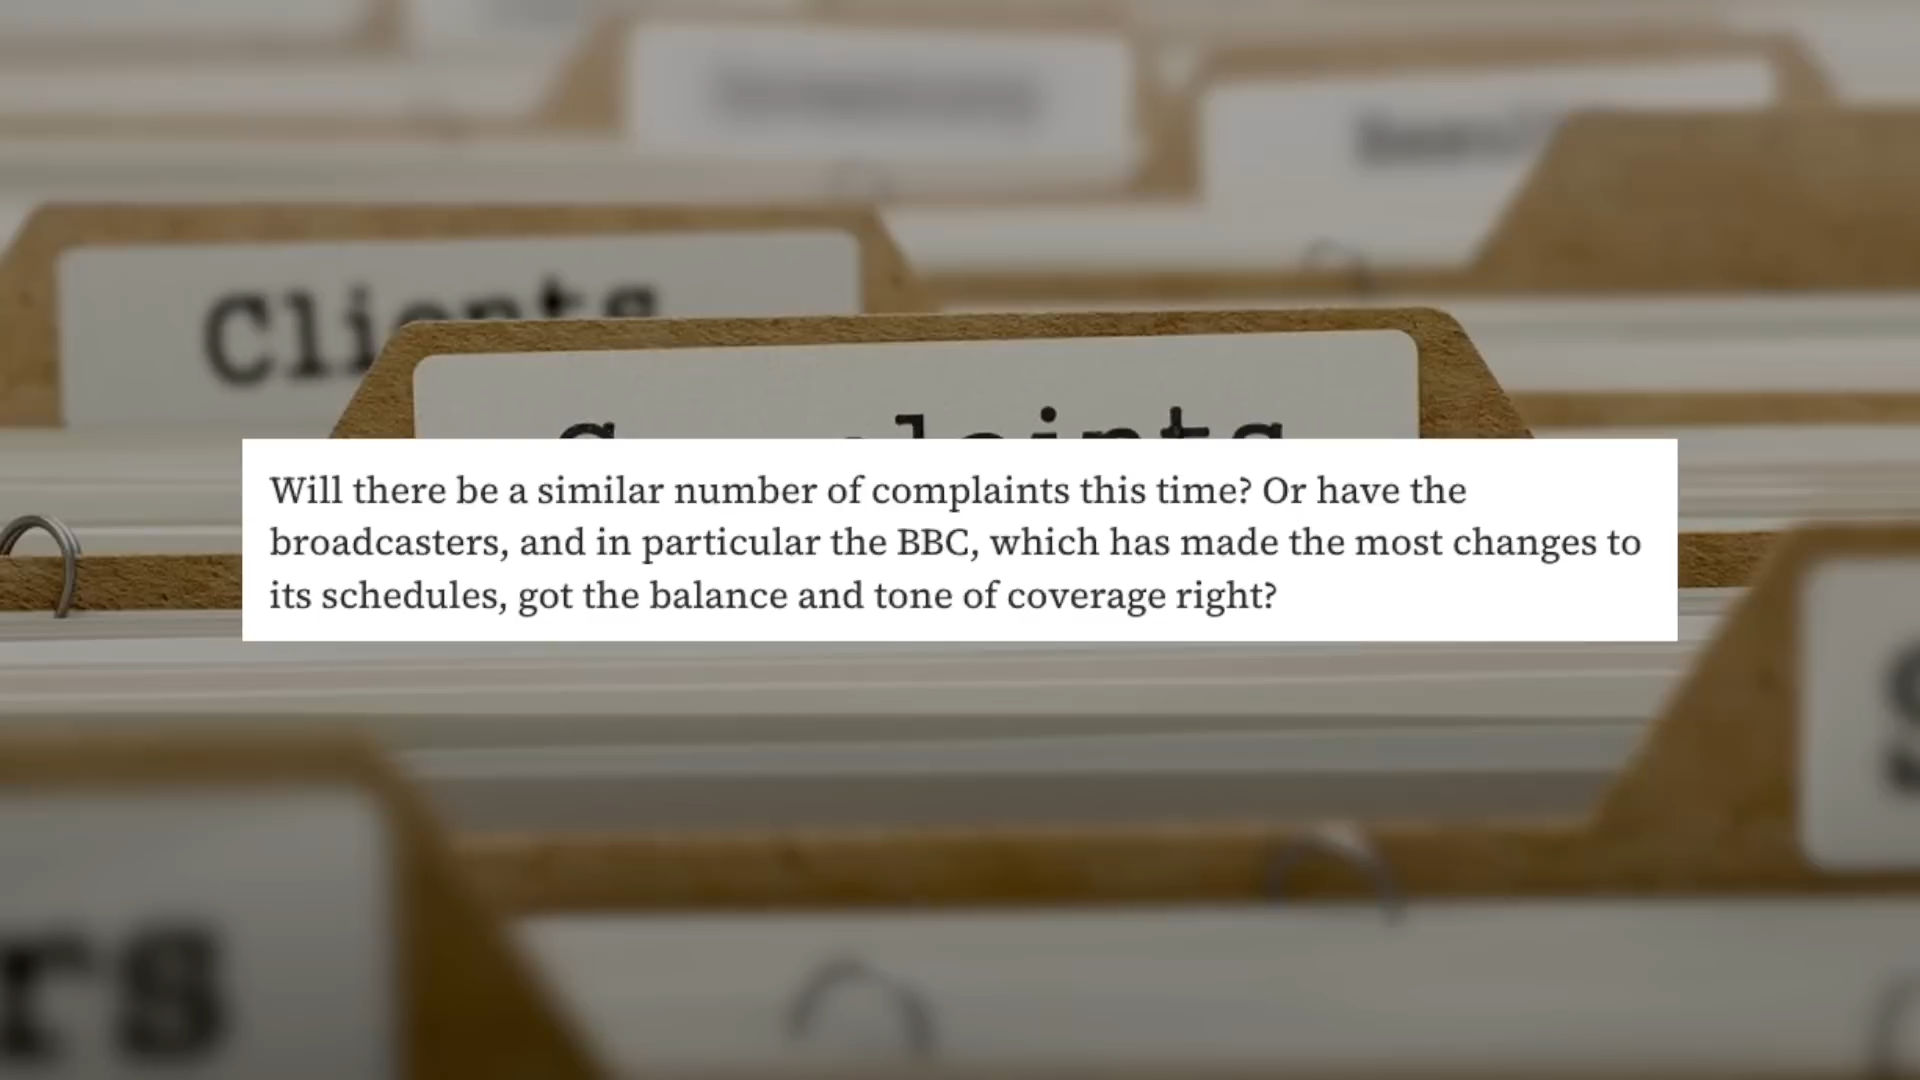 Clients
Will there be a similar number of complaints this time? Or have the
broadcasters, and in particular the BBC, which has made the most changes to
its schedules, got the balance and tone of coverage right?